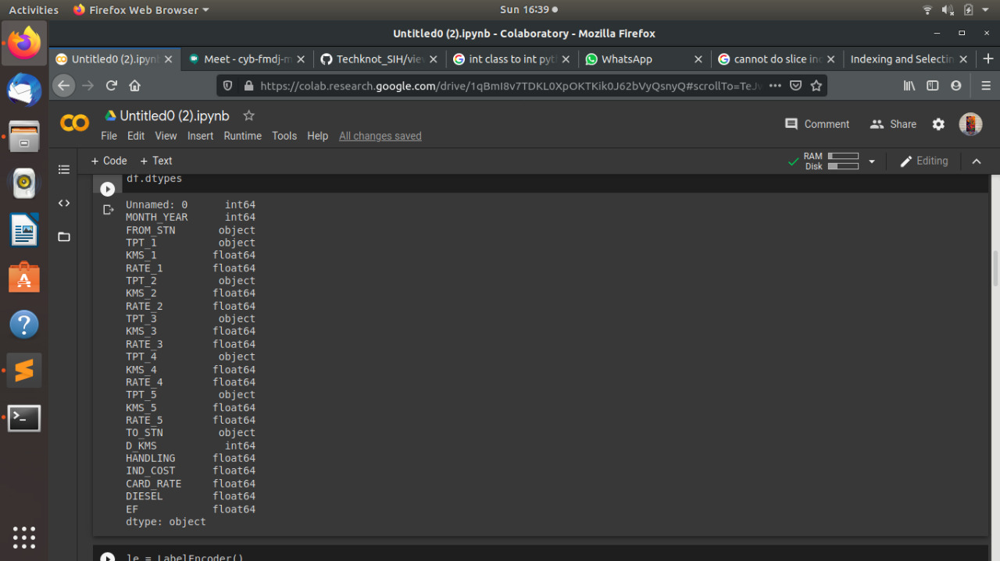 Activities Firefox Web Browser Sun 16:39
Untitled0 (2).ipynb - Colaboratory - Mozilla Firefox
Untitled0 (2).ipynb Meet - cyb-fmdj-m Techknot_SIH/view int class to int pyth WhatsApp cannot do slice ind Indexing and Selectin
https://colab.research.google.com/drive/1qBmI8v7TDKL0XpOKTKik0J62bVyQsnyQ#scrollTo=TeJv
Untitled0 (2).ipynb
Comment Share
File Edit View Insert Runtime Tools Help All changes saved
+ Code + Text RAM Disk Editing
df.dtypes
Unnamed: 0 int64
MONTH_YEAR int64
FROM_STN object
TPT_1 object
KMS_1 float64
RATE_1 float64
TPT_2 object
KMS_2 float64
RATE_2 float64
TPT_3 object
KMS_3 float64
RATE_3 float64
TPT_4 object
KMS_4 float64
RATE_4 float64
TPT_5 object
KMS_5 float64
RATE_5 float64
TO_STN object
D_KMS int64
HANDLING float64
IND_COST float64
CARD_RATE float64
DIESEL float64
EF float64
dtype: object
le = LabelEncoder()